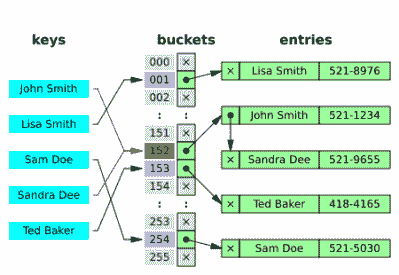 keys buckets entries
000 ×
001 × Lisa Smith 521-8976
John Smith
002 ×
Lisa Smith : : × John Smith 521-1234
151 ×
Sam Doe 152 × Sandra Dee 521-9655
153
Sandra Dee 154 × × Ted Baker 418-4165
: :
Ted Baker 253 ×
254 × Sam Doe 521-5030
255 ×